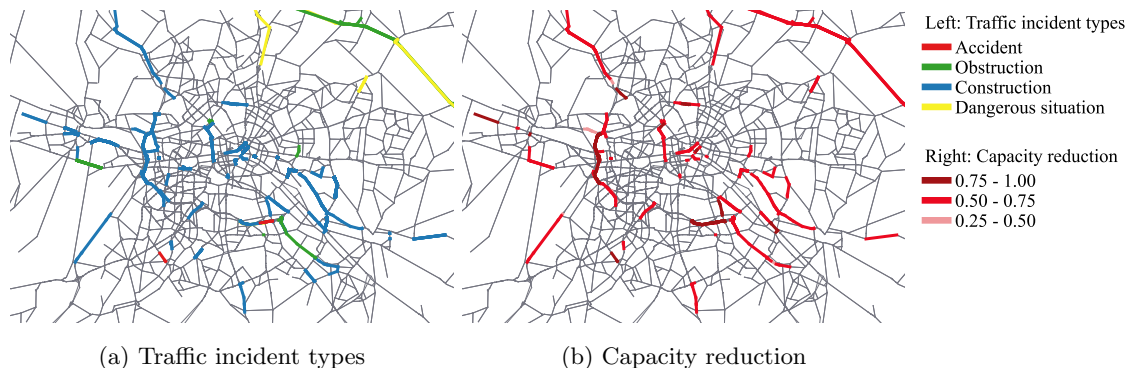 Left: Traffic incident types
Accident
Obstruction
Construction
Dangerous situation
Right: Capacity reduction
0.75 - 1.00
0.50 - 0.75
0.25 - 0.50
(a) Traffic incident types
(b) Capacity reduction